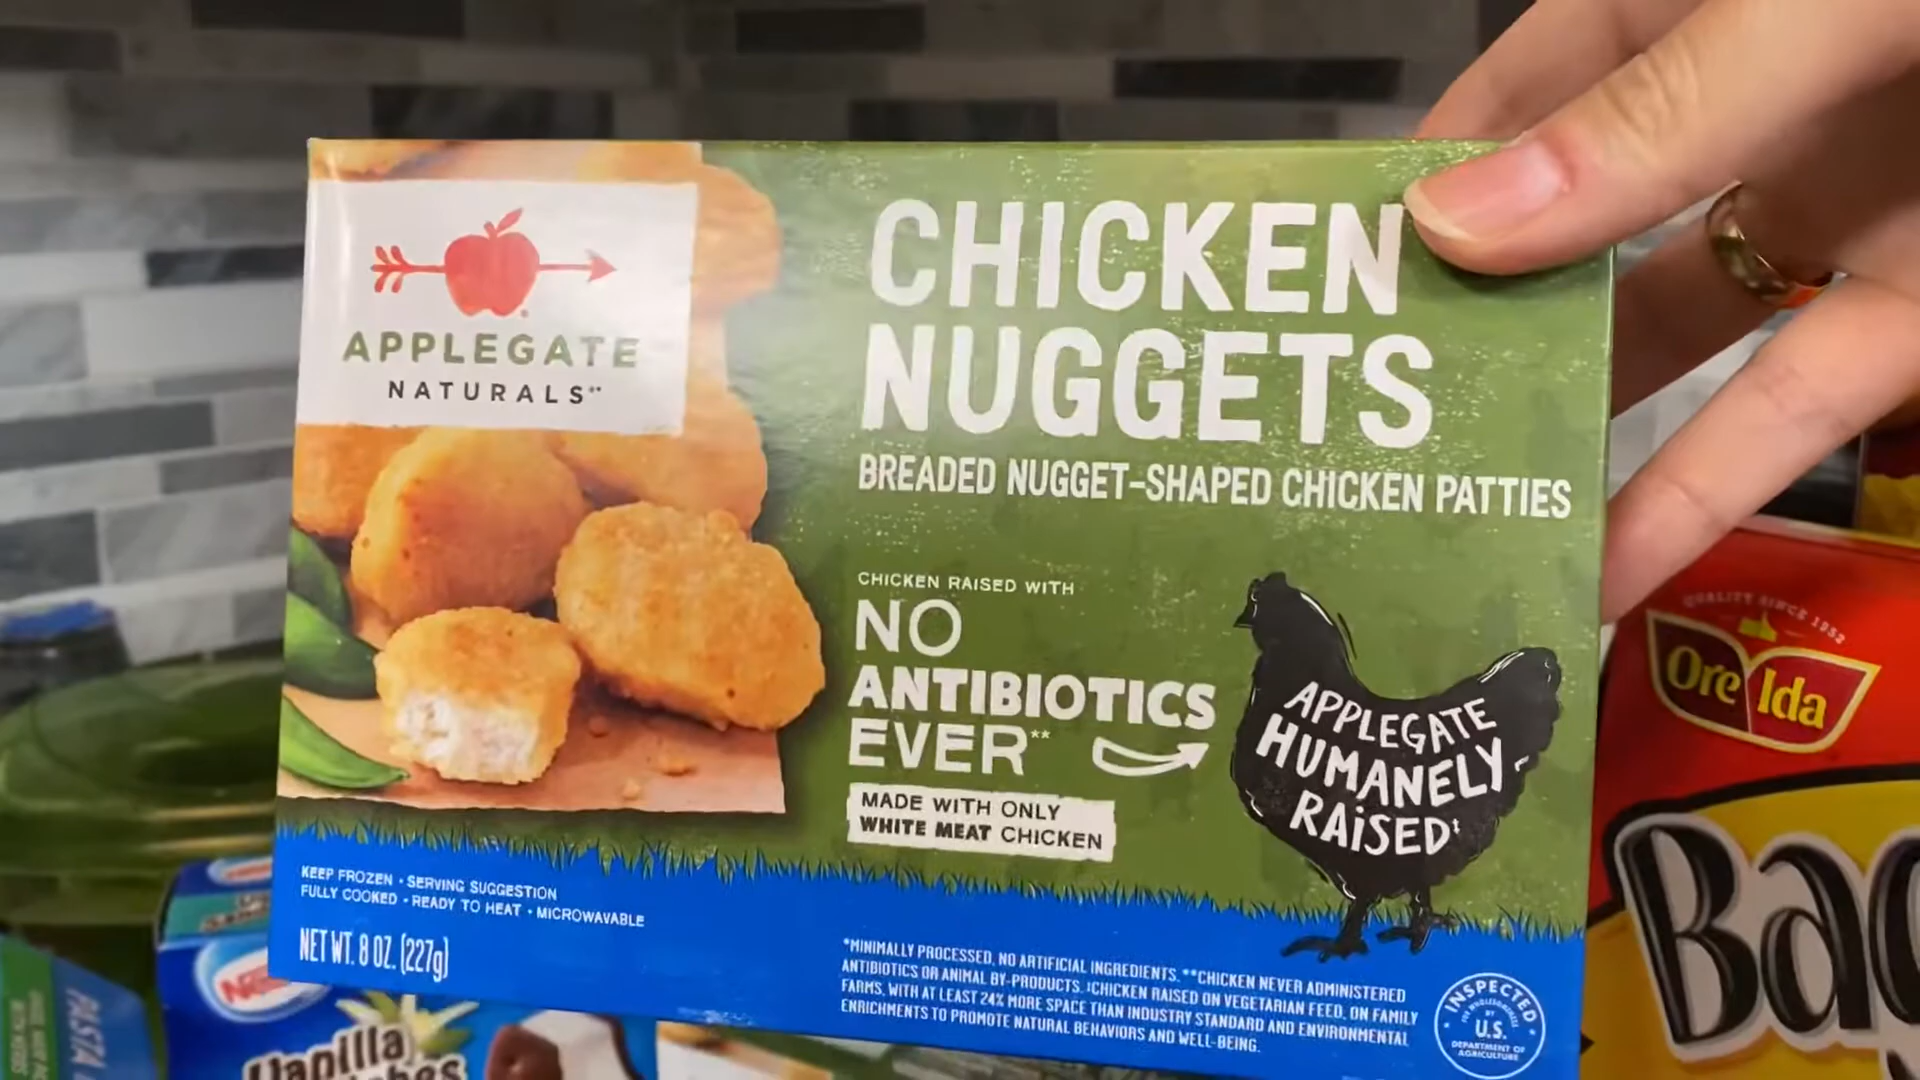 APPLEGATE
NATURALS
CHICKEN
NUGGETS
BREADED NUGGET-SHAPED CHICKEN PATTIES
CHICKEN RAISED WITH
NO
ANTIBIOTICS
EVER**
MADE WITH ONLY
WHITE MEAT CHICKEN
APPLEGATE
HUMANELY
RAISED‡
KEEP FROZEN • SERVING SUGGESTION
FULLY COOKED • READY TO HEAT • MICROWAVABLE
NET WT. 8 OZ. (227g)
*MINIMALLY PROCESSED, NO ARTIFICIAL INGREDIENTS. **CHICKEN NEVER ADMINISTERED
ANTIBIOTICS OR ANIMAL BY-PRODUCTS. ‡CHICKEN RAISED ON VEGETARIAN FEED, ON FAMILY
FARMS, WITH AT LEAST 24% MORE SPACE THAN INDUSTRY STANDARD AND ENVIRONMENTAL
ENRICHMENTS TO PROMOTE NATURAL BEHAVIORS AND WELL-BEING.
INSPECTED
FOR WHOLESOMENESS
BY
U.S.
DEPARTMENT OF
AGRICULTURE
QUALITY SINCE 1952
Ore Ida
Bag
Vanilla
PASTA